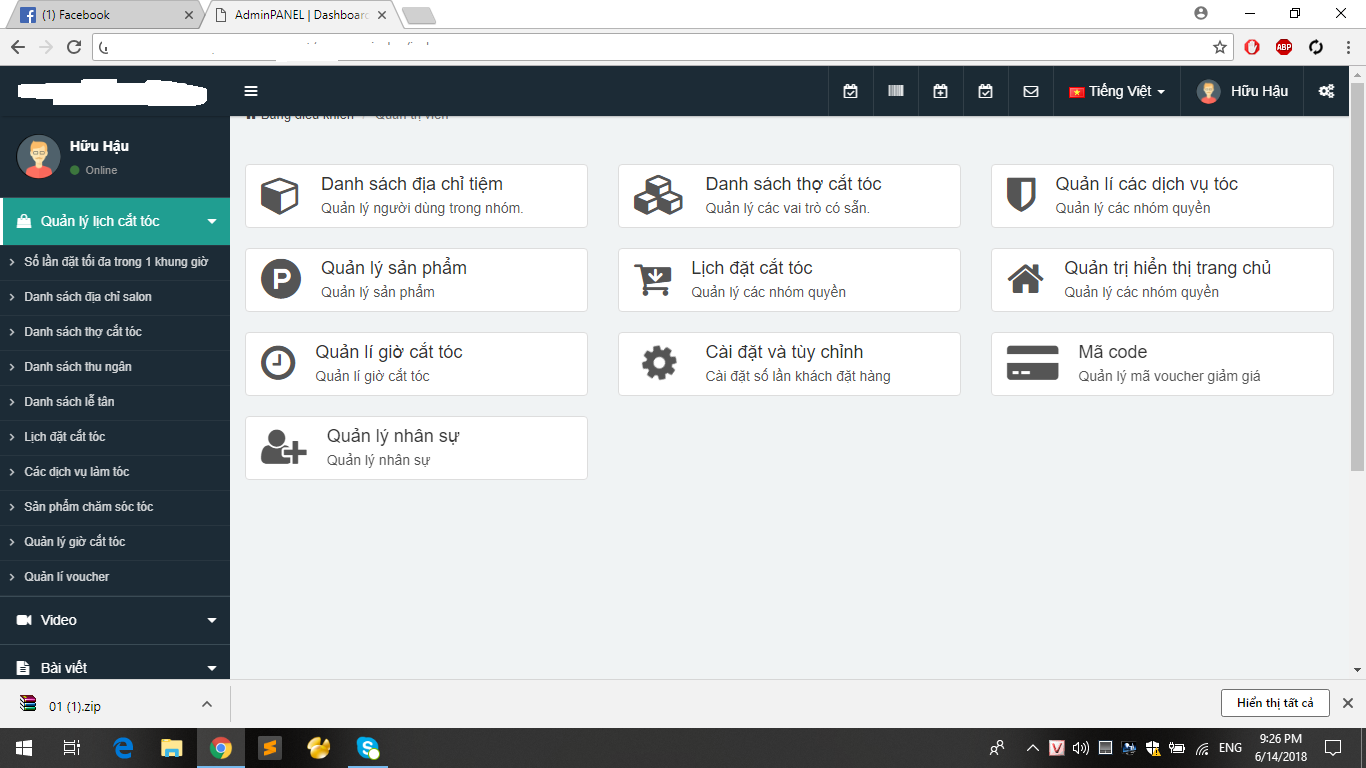 (1) Facebook
AdminPANEL | Dashboard
ABP
Tiếng Việt
Hữu Hậu
Hữu Hậu
Online
Bảng điều khiển / Quản trị viên
Quản lý lịch cắt tóc
Số lần đặt tối đa trong 1 khung giờ
Danh sách địa chỉ salon
Danh sách thợ cắt tóc
Danh sách thu ngân
Danh sách lễ tân
Lịch đặt cắt tóc
Các dịch vụ làm tóc
Sản phẩm chăm sóc tóc
Quản lý giờ cắt tóc
Quản lí voucher
Video
Bài viết
Danh sách địa chỉ tiệm
Quản lý người dùng trong nhóm.
Danh sách thợ cắt tóc
Quản lý các vai trò có sẵn.
Quản lí các dịch vụ tóc
Quản lý các nhóm quyền
P
Quản lý sản phẩm
Quản lý sản phẩm
Lịch đặt cắt tóc
Quản lý các nhóm quyền
Quản trị hiển thị trang chủ
Quản lý các nhóm quyền
Quản lí giờ cắt tóc
Quản lí giờ cắt tóc
Cài đặt và tùy chỉnh
Cài đặt số lần khách đặt hàng
Mã code
Quản lý mã voucher giảm giá
Quản lý nhân sự
Quản lý nhân sự
01 (1).zip
Hiển thị tất cả
ENG
9:26 PM
6/14/2018